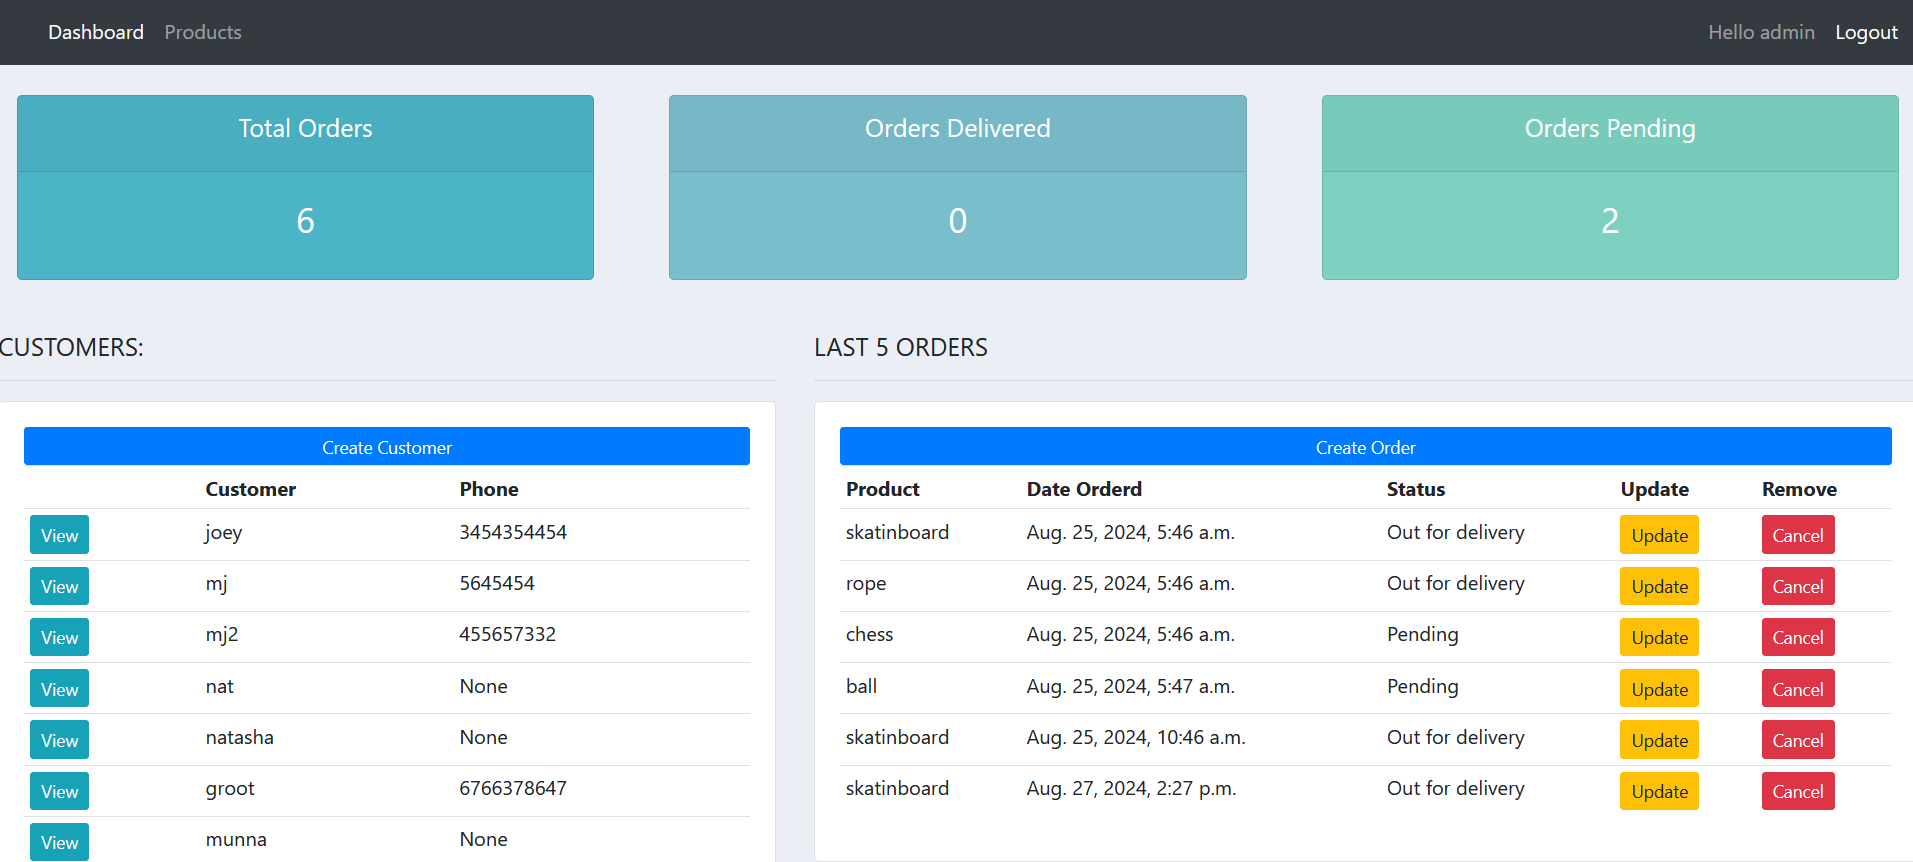 Dashboard Products Hello admin Logout
Total Orders
6
Orders Delivered
0
Orders Pending
2
CUSTOMERS:
Create Customer
Customer Phone
View joey 3454354454
View mj 5645454
View mj2 455657332
View nat None
View natasha None
View groot 6766378647
View munna None
LAST 5 ORDERS
Create Order
Product Date Orderd Status Update Remove
skatinboard Aug. 25, 2024, 5:46 a.m. Out for delivery Update Cancel
rope Aug. 25, 2024, 5:46 a.m. Out for delivery Update Cancel
chess Aug. 25, 2024, 5:46 a.m. Pending Update Cancel
ball Aug. 25, 2024, 5:47 a.m. Pending Update Cancel
skatinboard Aug. 25, 2024, 10:46 a.m. Out for delivery Update Cancel
skatinboard Aug. 27, 2024, 2:27 p.m. Out for delivery Update Cancel